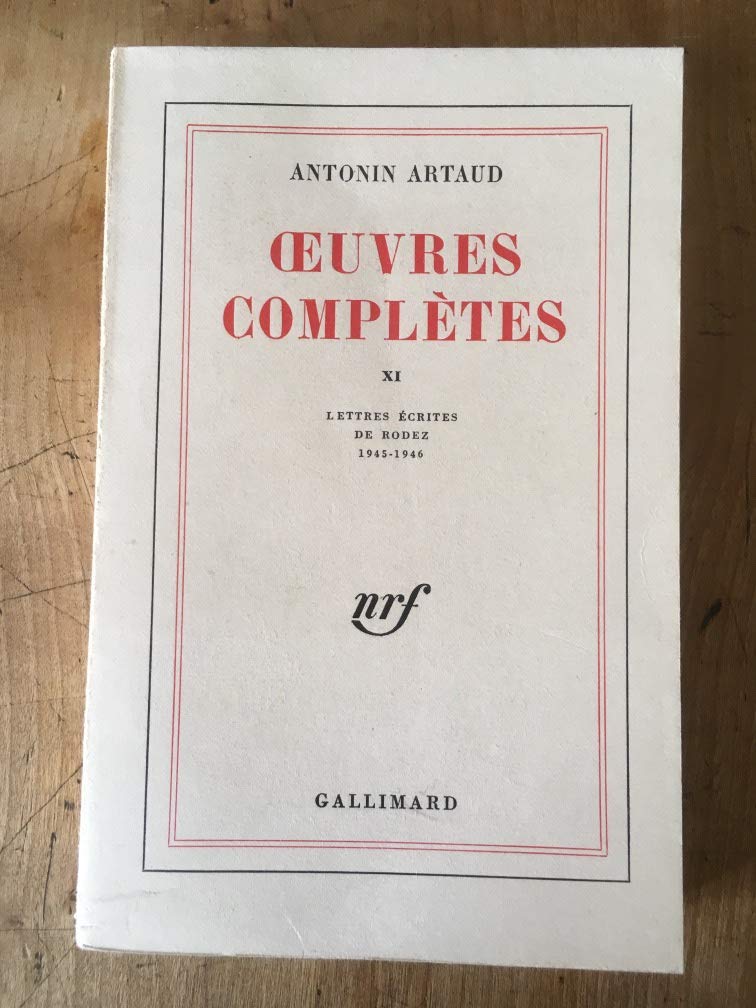 ANTONIN ARTAUD
ŒUVRES
COMPLÈTES
XI
LETTRES ÉCRITES
DE RODEZ
1945-1946
nrf
GALLIMARD